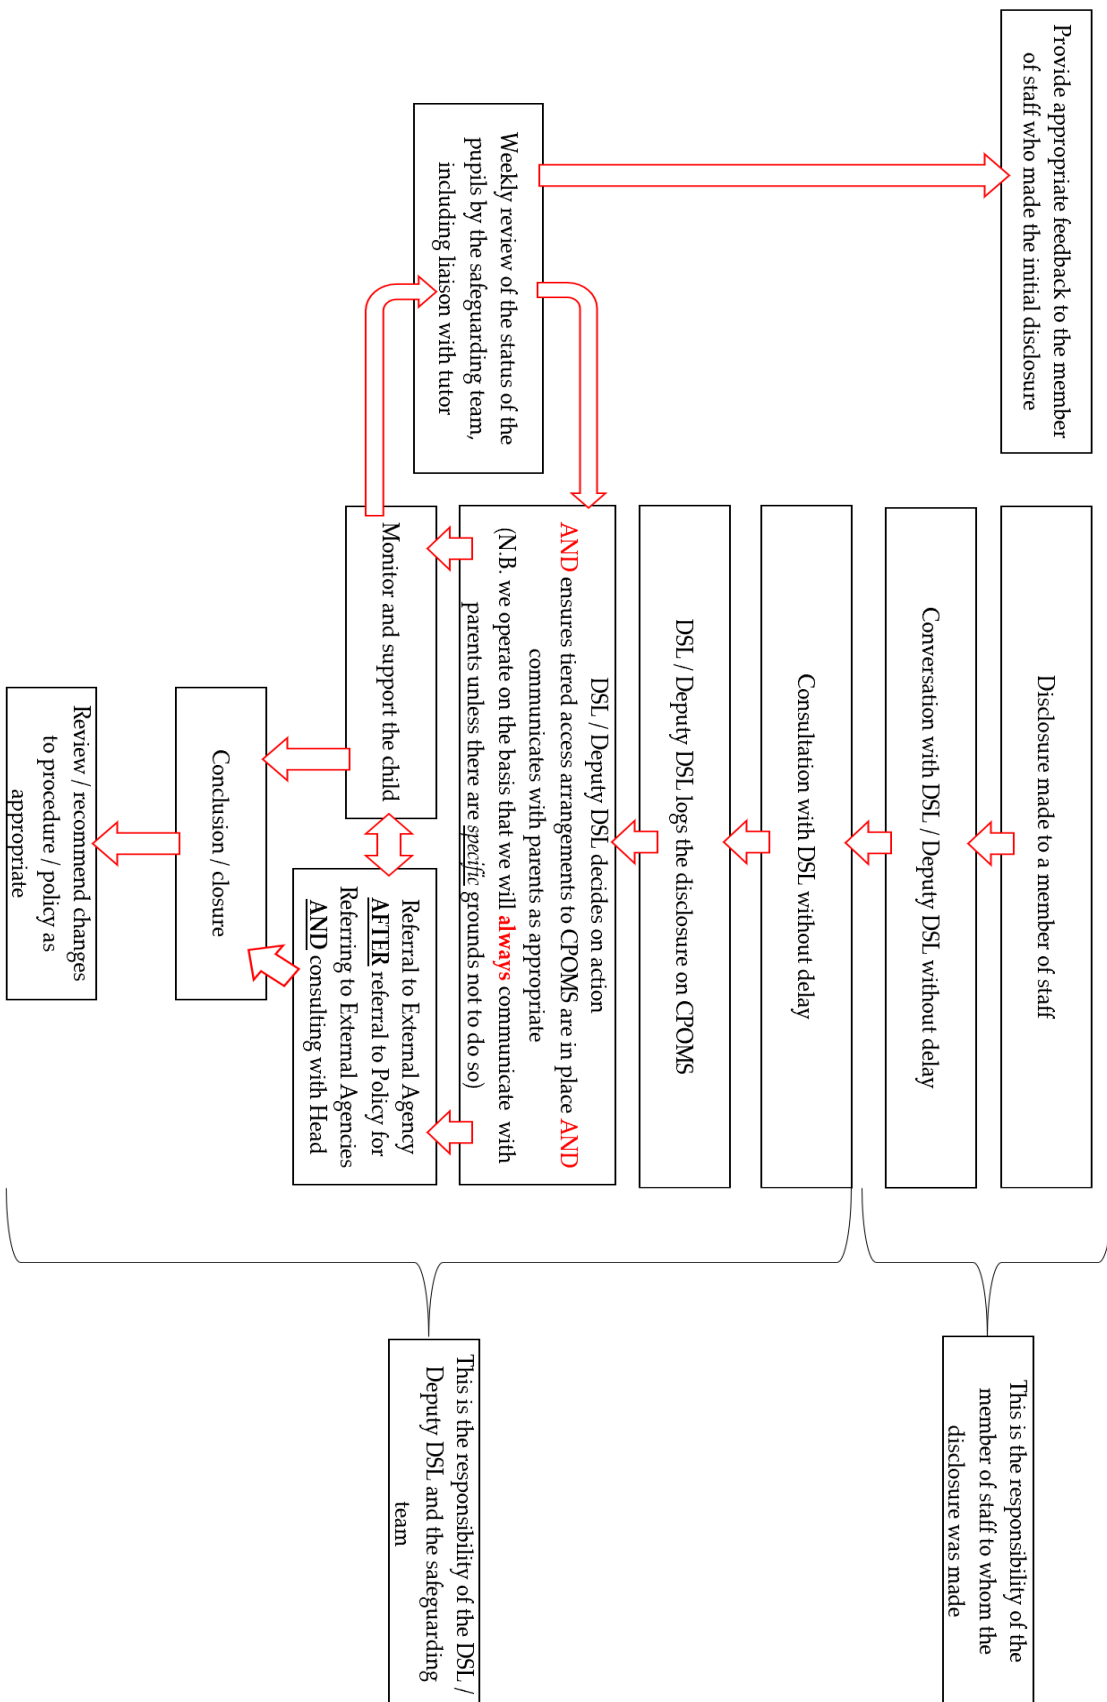 Provide appropriate feedback to the member
of staff who made the initial disclosure
Disclosure made to a member of staff
Conversation with DSL / Deputy DSL without delay
This is the responsibility of the
member of staff to whom the
disclosure was made
Consultation with DSL without delay
DSL / Deputy DSL logs the disclosure on CPOMS
Weekly review of the status of the
pupils by the safeguarding team,
including liaison with tutor
DSL / Deputy DSL decides on action
AND ensures tiered access arrangements to CPOMS are in place AND
communicates with parents as appropriate
(N.B. we operate on the basis that we will always communicate with
parents unless there are specific grounds not to do so)
This is the responsibility of the DSL /
Deputy DSL and the safeguarding
team
Monitor and support the child
Referral to External Agency
AFTER referral to Policy for
Referring to External Agencies
AND consulting with Head
Conclusion / closure
Review / recommend changes
to procedure / policy as
appropriate